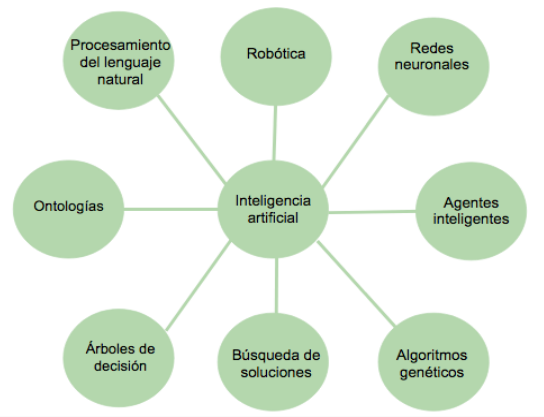 Procesamiento
del lenguaje
natural
Robótica
Redes
neuronales
Ontologías
Inteligencia
artificial
Agentes
inteligentes
Árboles de
decisión
Búsqueda de
soluciones
Algoritmos
genéticos